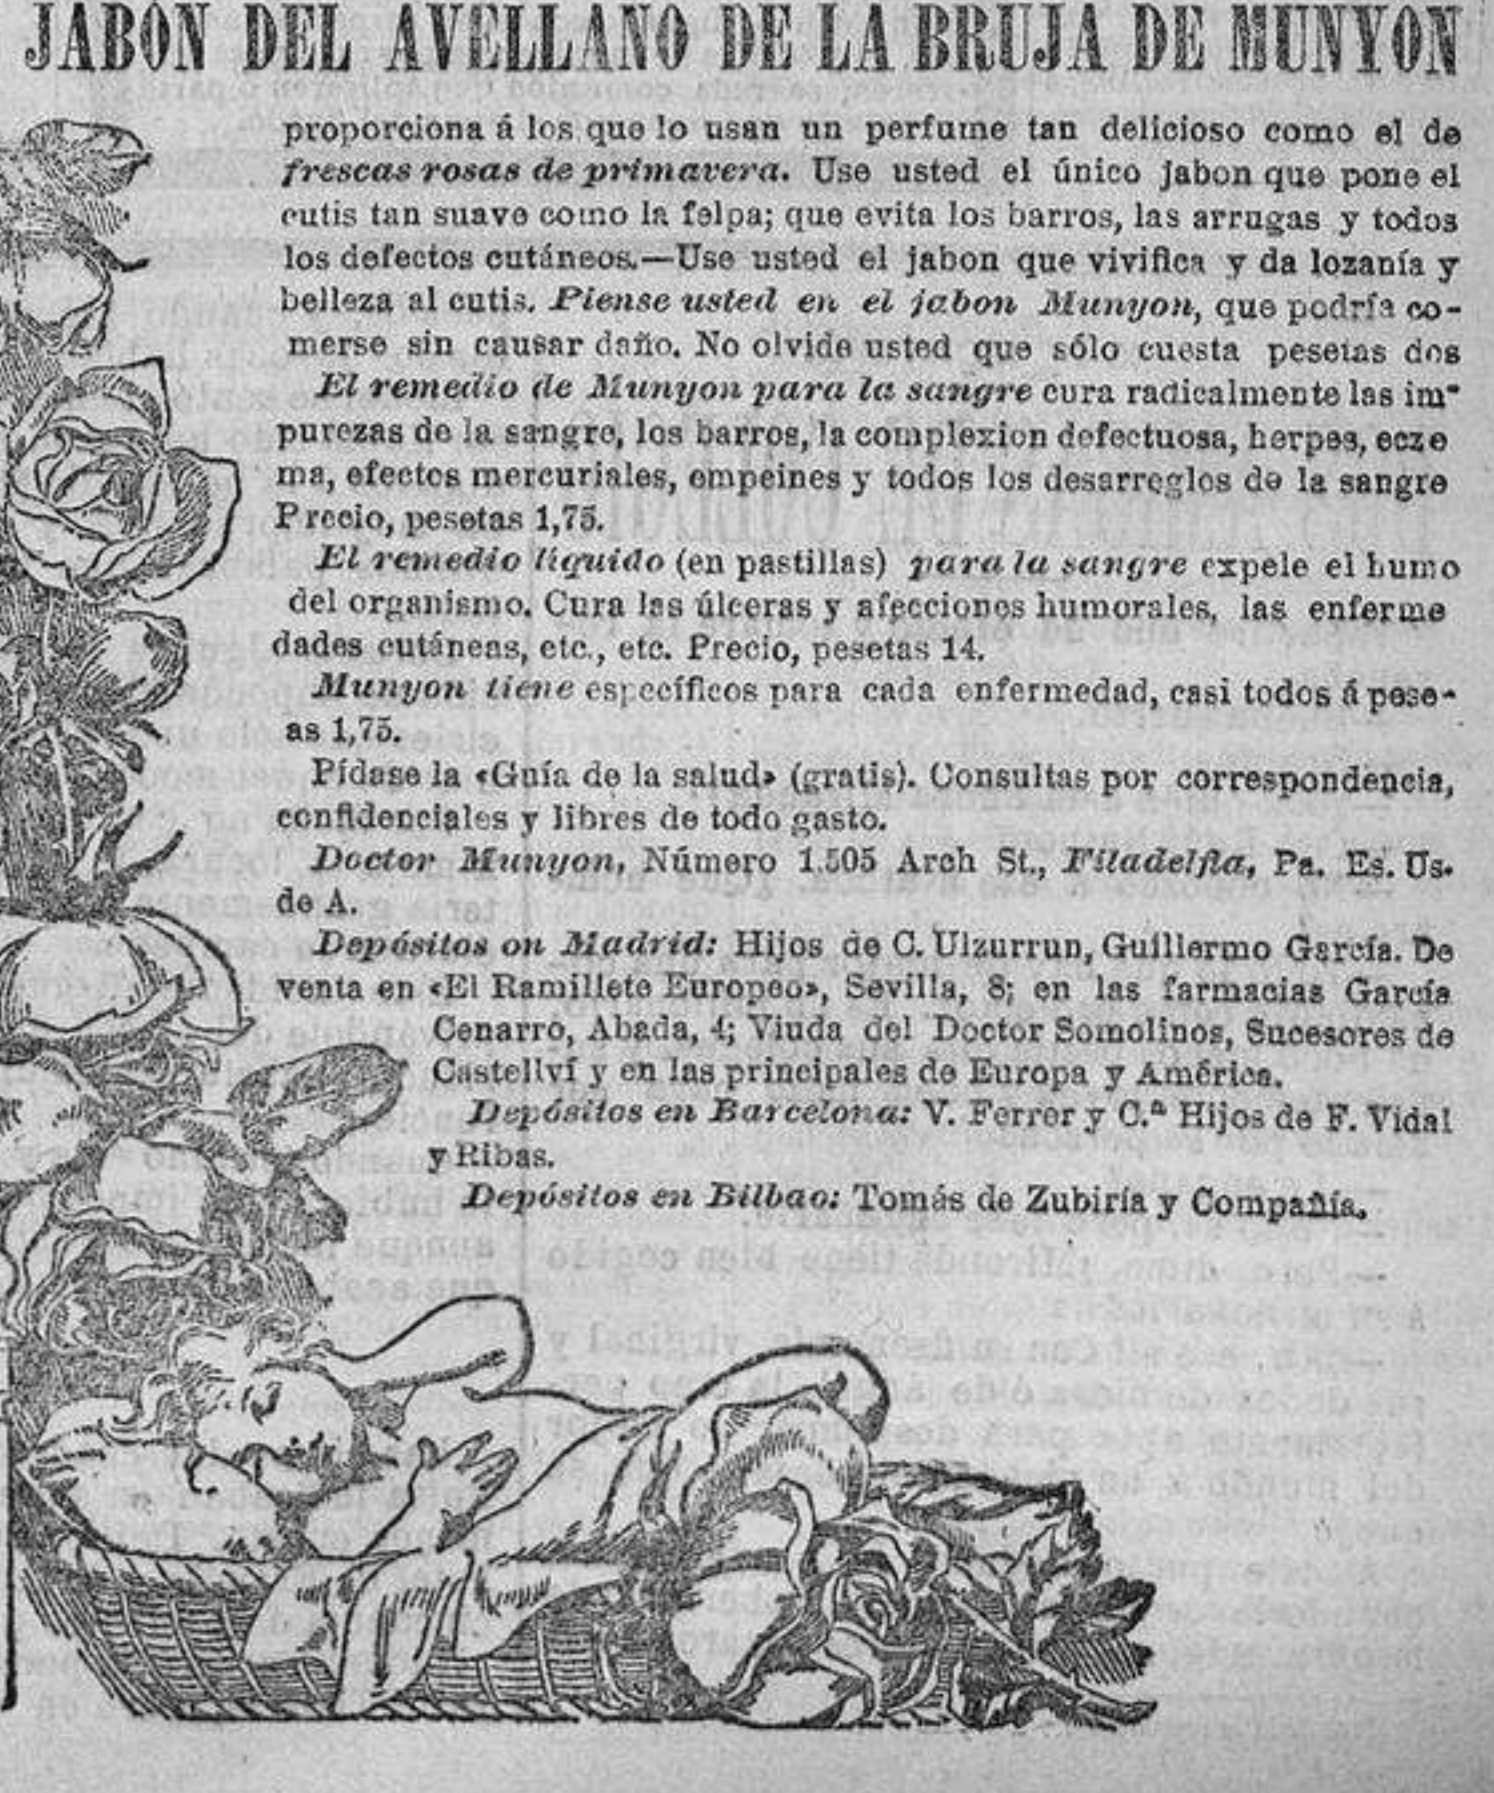 JABON DEL AVELLANO DE LA BRUJA DE MUNYON
proporciona á los que lo usan un perfume tan delicioso como el de
frescas rosas de primavera. Use usted el único jabon que pone el
cutis tan suave como la felpa; que evita los barros, las arrugas y todos
los defectos cutáneos.—Use usted el jabon que vivifica y da lozanía y
belleza al cutis. Piense usted en el jabon Munyon, que podría co-
merse sin causar daño. No olvide usted que sólo cuesta pesetas dos
El remedio de Munyon para la sangre cura radicalmente las im-
purezas de la sangre, los barros, la complexion defectuosa, herpes, ecze
ma, efectos mercuriales, empeines y todos los desarreglos de la sangre
Precio, pesetas 1,75.
El remedio líquido (en pastillas) para la sangre expele el humo
del organismo. Cura las úlceras y afecciones humorales, las enferme
dades cutáneas, etc., etc. Precio, pesetas 14.
Munyon tiene específicos para cada enfermedad, casi todos á pese-
as 1,75.
Pídase la «Guía de la salud» (gratis). Consultas por correspondencia,
confidenciales y libres de todo gasto.
Doctor Munyon, Número 1.505 Arch St., Filadelfia, Pa. Es. Us.
de A.
Depósitos on Madrid: Hijos de C. Ulzurrun, Guillermo García. De
venta en «El Ramillete Europeo», Sevilla, 8; en las farmacias García
Cenarro, Abada, 4; Viuda del Doctor Somolinos, Sucesores de
Castellví y en las principales de Europa y América.
Depósitos en Barcelona: V. Ferrer y C.ª Hijos de F. Vidal
y Ribas.
Depósitos en Bilbao: Tomás de Zubiría y Compañía.